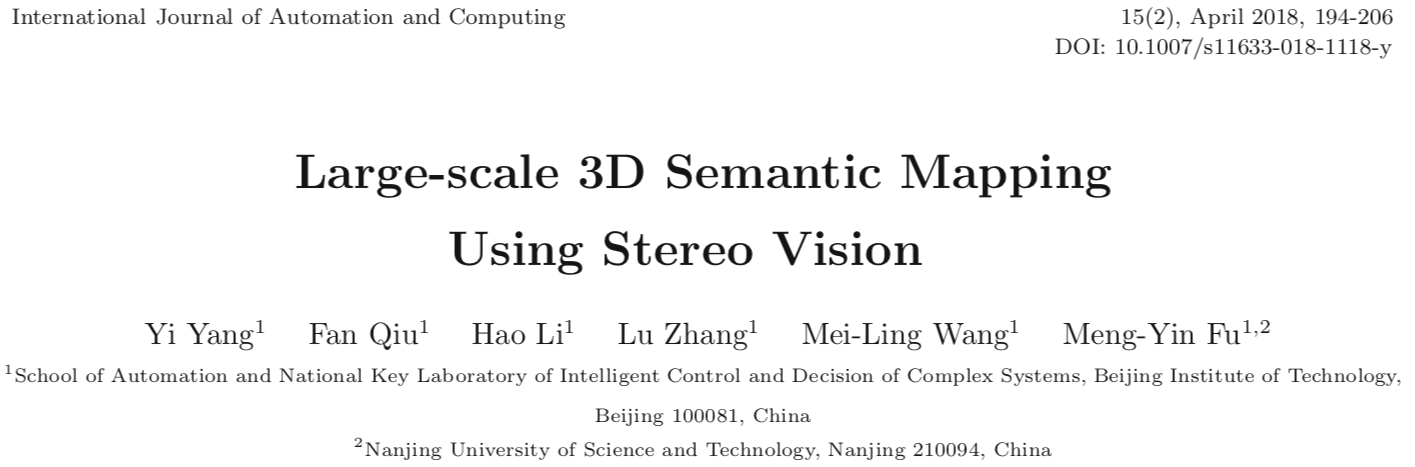 International Journal of Automation and Computing
15(2), April 2018, 194-206
DOI: 10.1007/s11633-018-1118-y
Large-scale 3D Semantic Mapping
Using Stereo Vision
Yi Yang1 Fan Qiu1 Hao Li1 Lu Zhang1 Mei-Ling Wang1 Meng-Yin Fu1,2
1School of Automation and National Key Laboratory of Intelligent Control and Decision of Complex Systems, Beijing Institute of Technology,
Beijing 100081, China
2Nanjing University of Science and Technology, Nanjing 210094, China